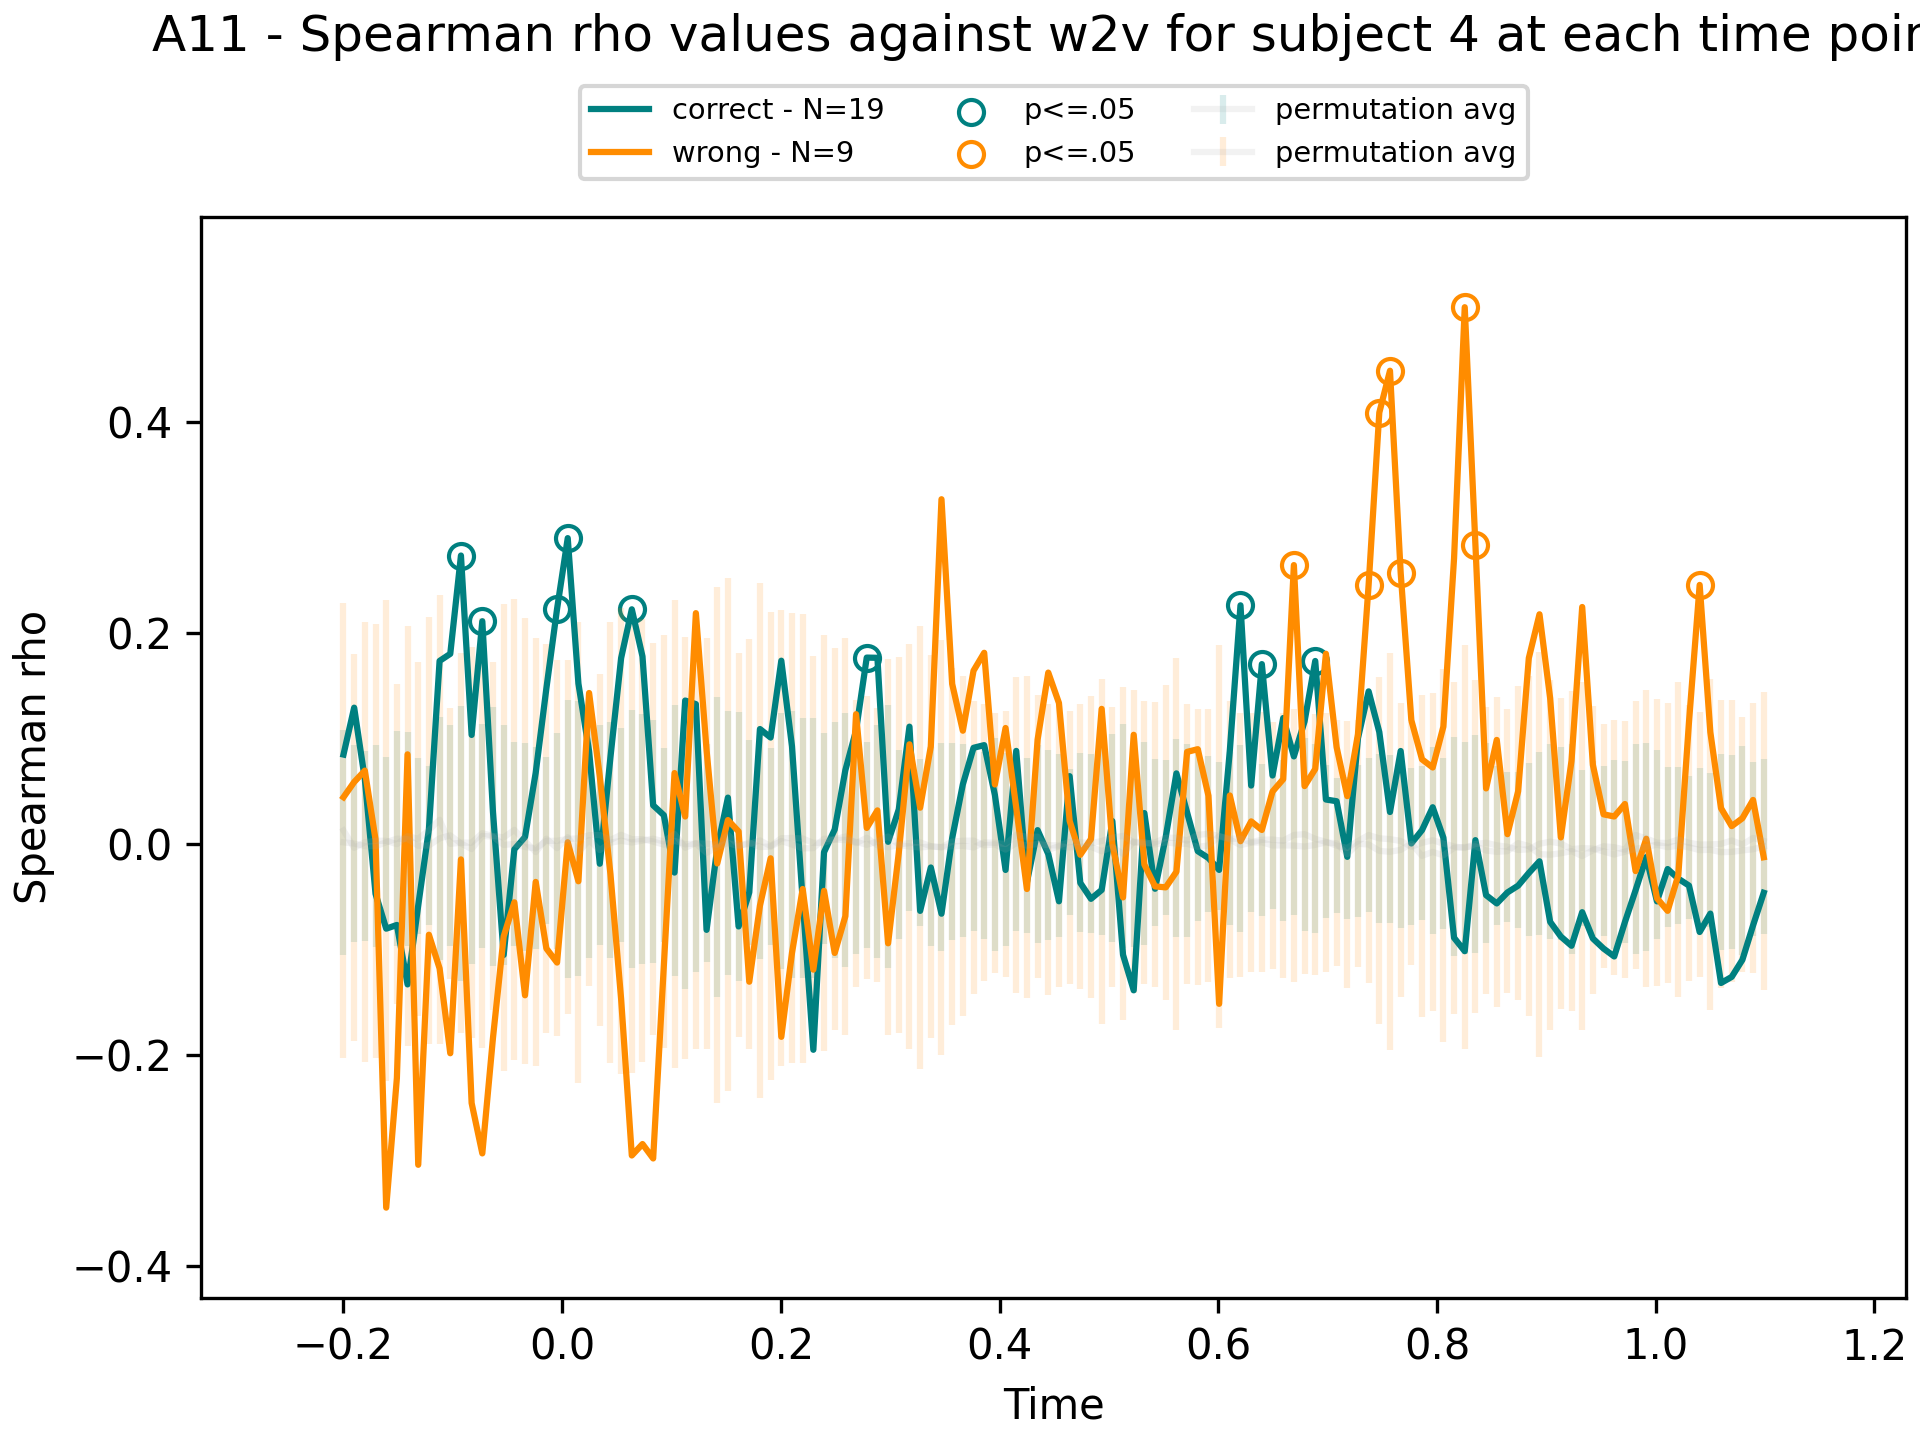 A11 - Spearman rho values against w2v for subject 4 at each time poin
correct - N=19
wrong - N=9
p<=.05
p<=.05
permutation avg
permutation avg
Spearman rho
0.4
0.2
0.0
−0.2
−0.4
−0.2 0.0 0.2 0.4 0.6 0.8 1.0 1.2
Time